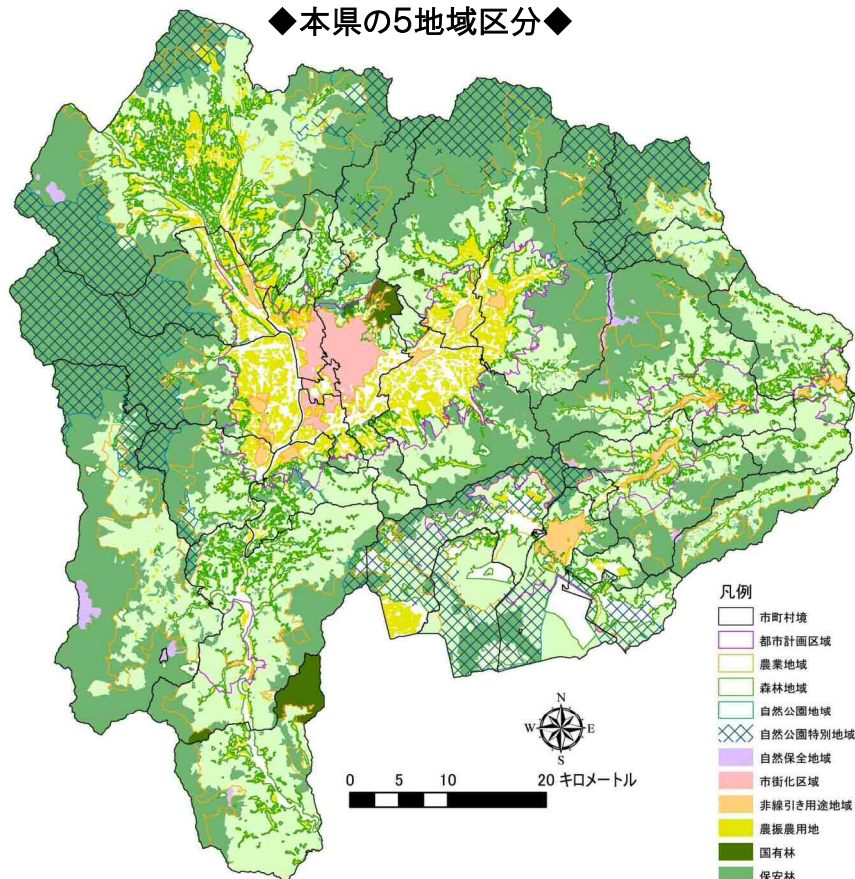 ◆本県の5地域区分◆
凡例
市町村境
都市計画区域
農業地域
森林地域
自然公園地域
自然公園特別地域
自然保全地域
市街化区域
非線引き用途地域
農振農用地
国有林
保安林
N
W
E
S
0 5 10 20 キロメートル